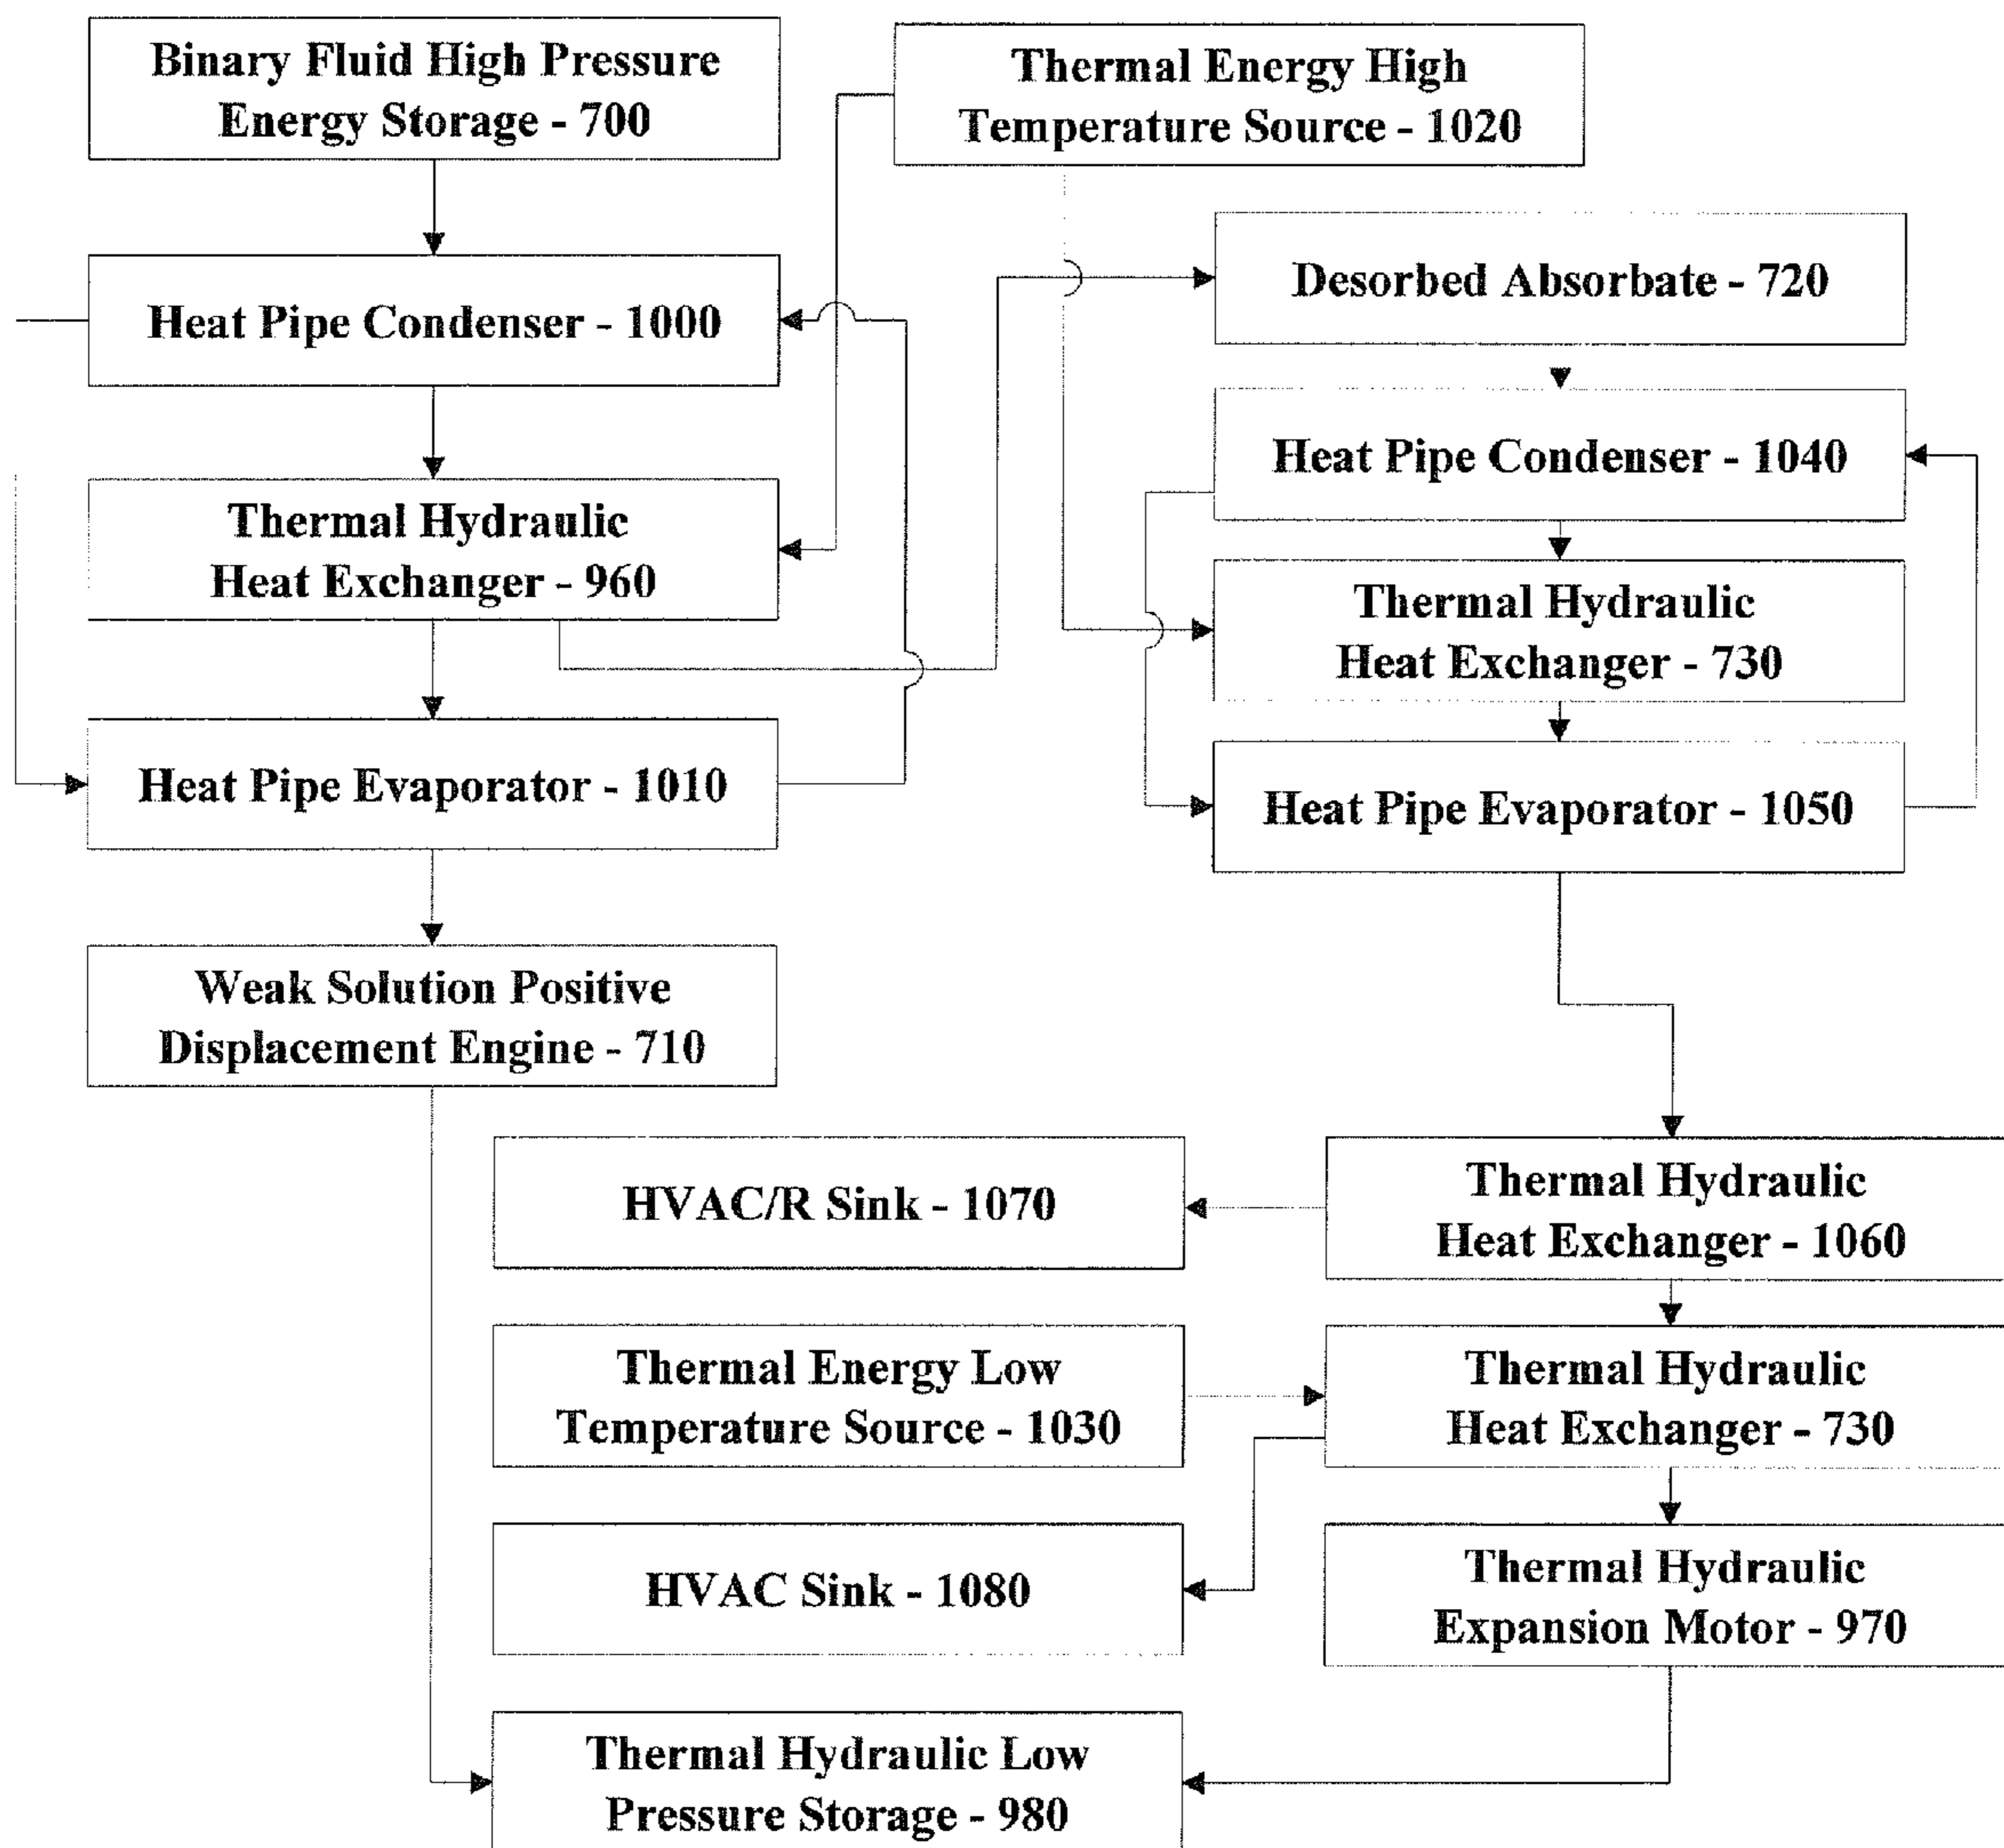 Binary Fluid High Pressure
Energy Storage - 700
Thermal Energy High
Temperature Source - 1020
Heat Pipe Condenser - 1000
Desorbed Absorbate - 720
Heat Pipe Condenser - 1040
Thermal Hydraulic
Heat Exchanger - 960
Thermal Hydraulic
Heat Exchanger - 730
Heat Pipe Evaporator - 1010
Heat Pipe Evaporator - 1050
Weak Solution Positive
Displacement Engine - 710
HVAC/R Sink - 1070
Thermal Hydraulic
Heat Exchanger - 1060
Thermal Energy Low
Temperature Source - 1030
Thermal Hydraulic
Heat Exchanger - 730
HVAC Sink - 1080
Thermal Hydraulic
Expansion Motor - 970
Thermal Hydraulic Low
Pressure Storage - 980